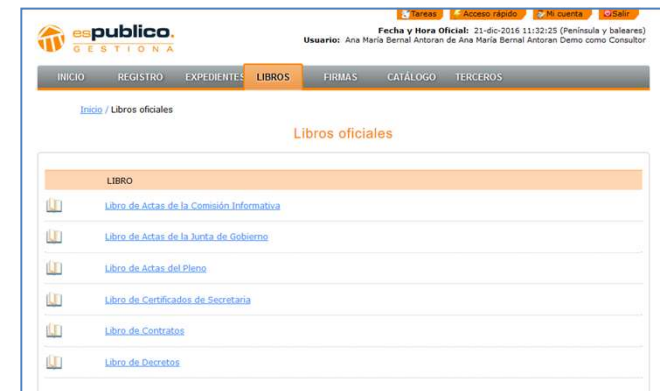 Tareas Acceso rápido Mi cuenta Salir
espublico.
GESTIONA
Fecha y Hora Oficial: 21-dic-2016 11:32:25 (Península y baleares)
Usuario: Ana María Bernal Antoran de Ana María Bernal Antoran Demo como Consultor
INICIO REGISTRO EXPEDIENTES LIBROS FIRMAS CATÁLOGO TERCEROS
Inicio / Libros oficiales
Libros oficiales
LIBRO
Libro de Actas de la Comisión Informativa
Libro de Actas de la Junta de Gobierno
Libro de Actas del Pleno
Libro de Certificados de Secretaria
Libro de Contratos
Libro de Decretos